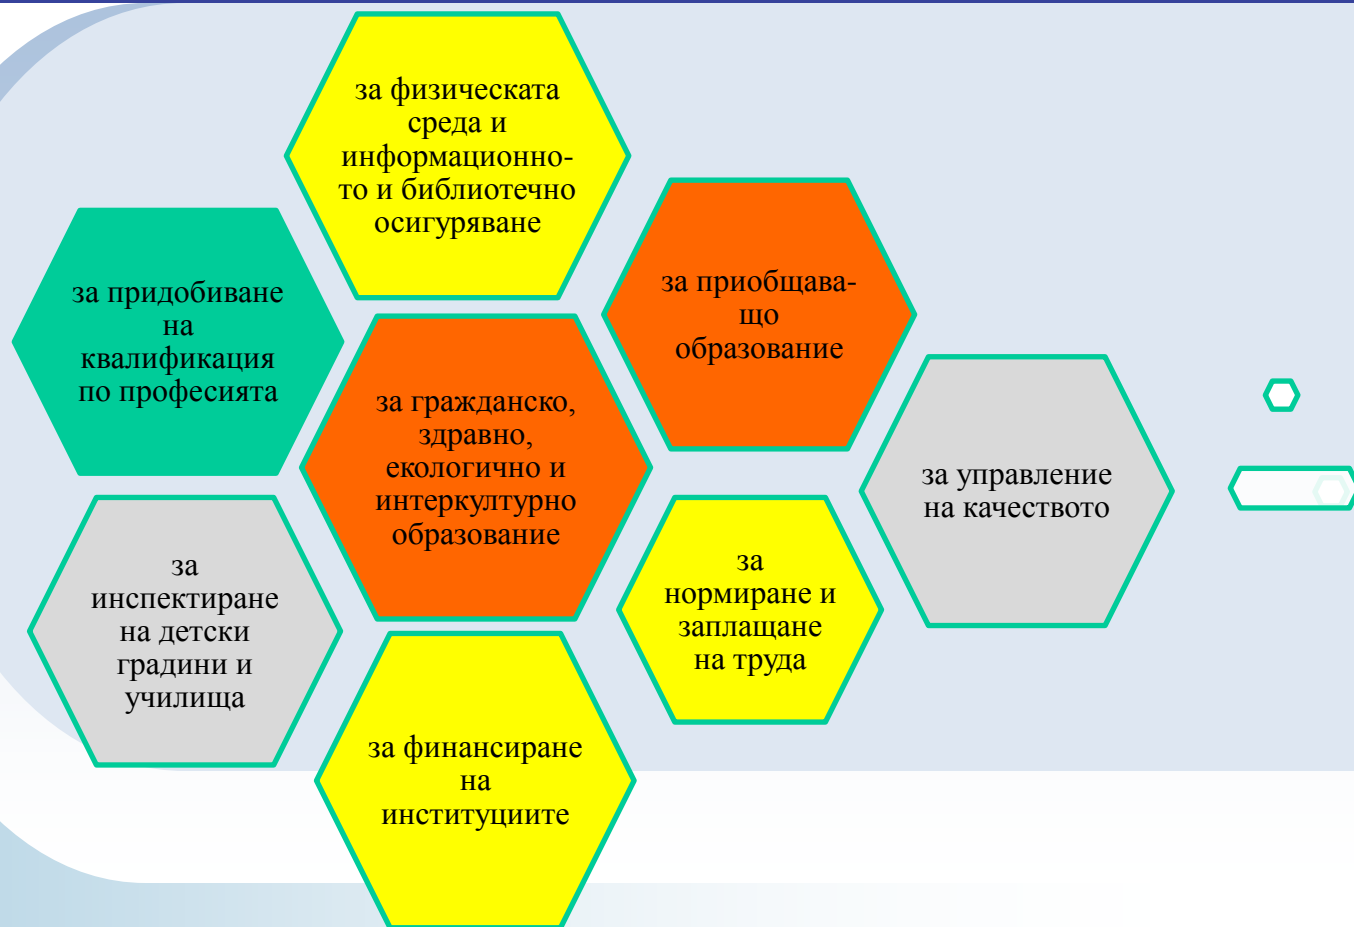 за физическата
среда и
информационно-
то и библиотечно
осигуряване
за придобиване
на
квалификация
по професията
за приобщава-
що
образование
за гражданско,
здравно,
екологично и
интеркултурно
образование
за управление
на качеството
за
инспектиране
на детски
градини и
училища
за
нормиране и
заплащане
на труда
за финансиране
на
институциите